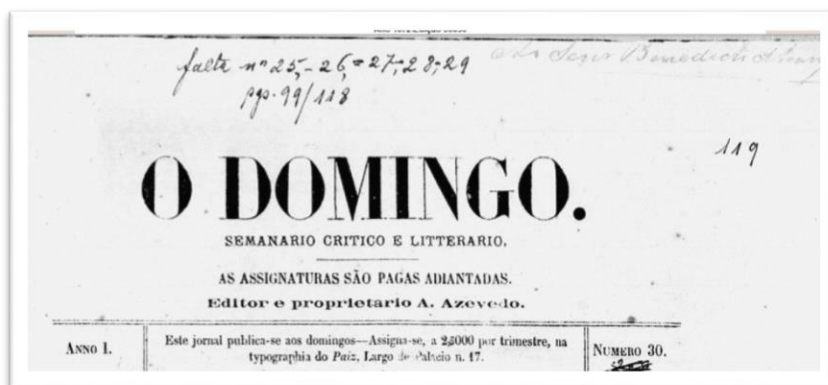 falta nº 25, - 26, = 27, 28, 29
pgs. 99/118
119
O DOMINGO.
SEMANARIO CRITICO E LITTERARIO.
AS ASSIGNATURAS SÃO PAGAS ADIANTADAS.
Editor e proprietario A. Azevedo.
ANNO I.
Este jornal publica-se aos domingos—Assigna-se, a 2$000 por trimestre, na
typographia do Paiz, Largo de Palacio n. 17.
NUMERO 30.